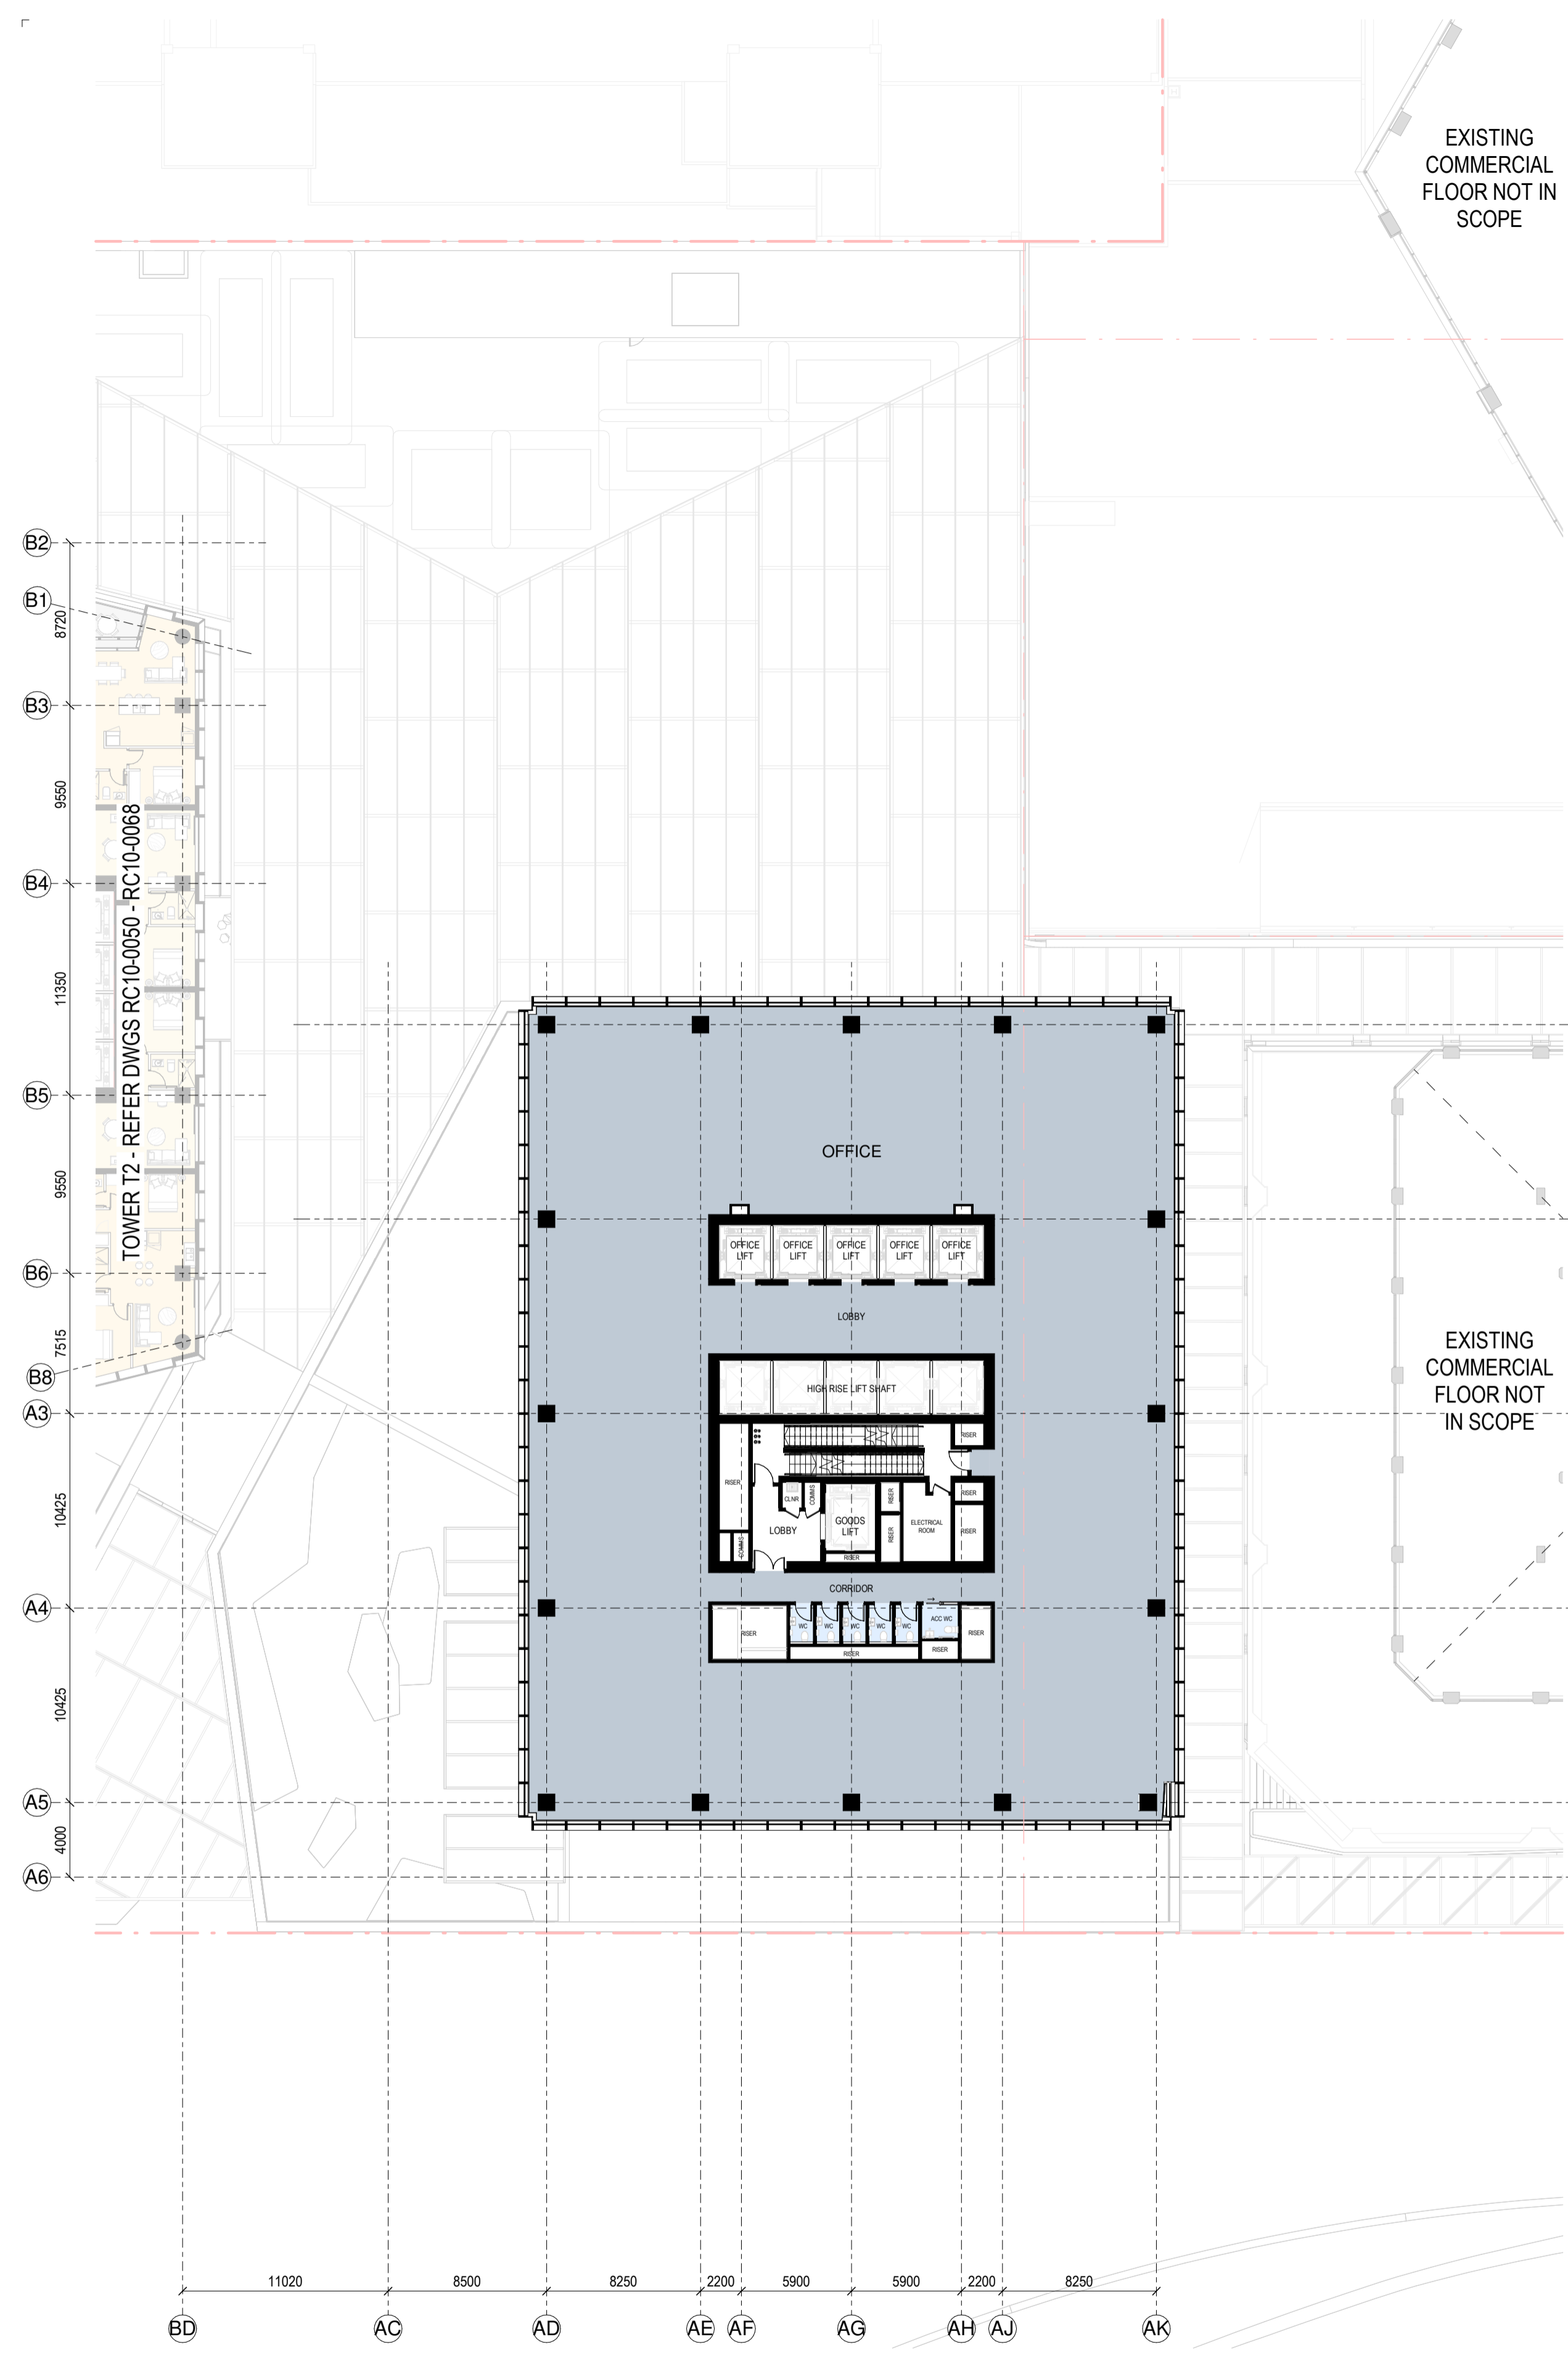 EXISTING
COMMERCIAL
FLOOR NOT IN
SCOPE
B2
B1
8720
B3
9550
TOWER T2 - REFER DWGS RC10-0050 - RC10-0068
B4
11350
B5
9550
B6
7515
B8
A3
10425
A4
10425
A5
4000
A6
OFFICE
OFFICE
LIFT
OFFICE
LIFT
OFFICE
LIFT
OFFICE
LIFT
OFFICE
LIFT
LOBBY
HIGH RISE LIFT SHAFT
RISER
RISER
RISER
CLNR
COMMS
RISER
GOODS
LIFT
ELECTRICAL
ROOM
LOBBY
RISER
RISER
COMMS
RISER
CORRIDOR
RISER
WC
WC
WC
WC
WC
ACC WC
RISER
RISER
RISER
EXISTING
COMMERCIAL
FLOOR NOT
IN SCOPE
11020
8500
8250
2200
5900
5900
2200
8250
BD
AC
AD
AE
AF
AG
AH
AJ
AK